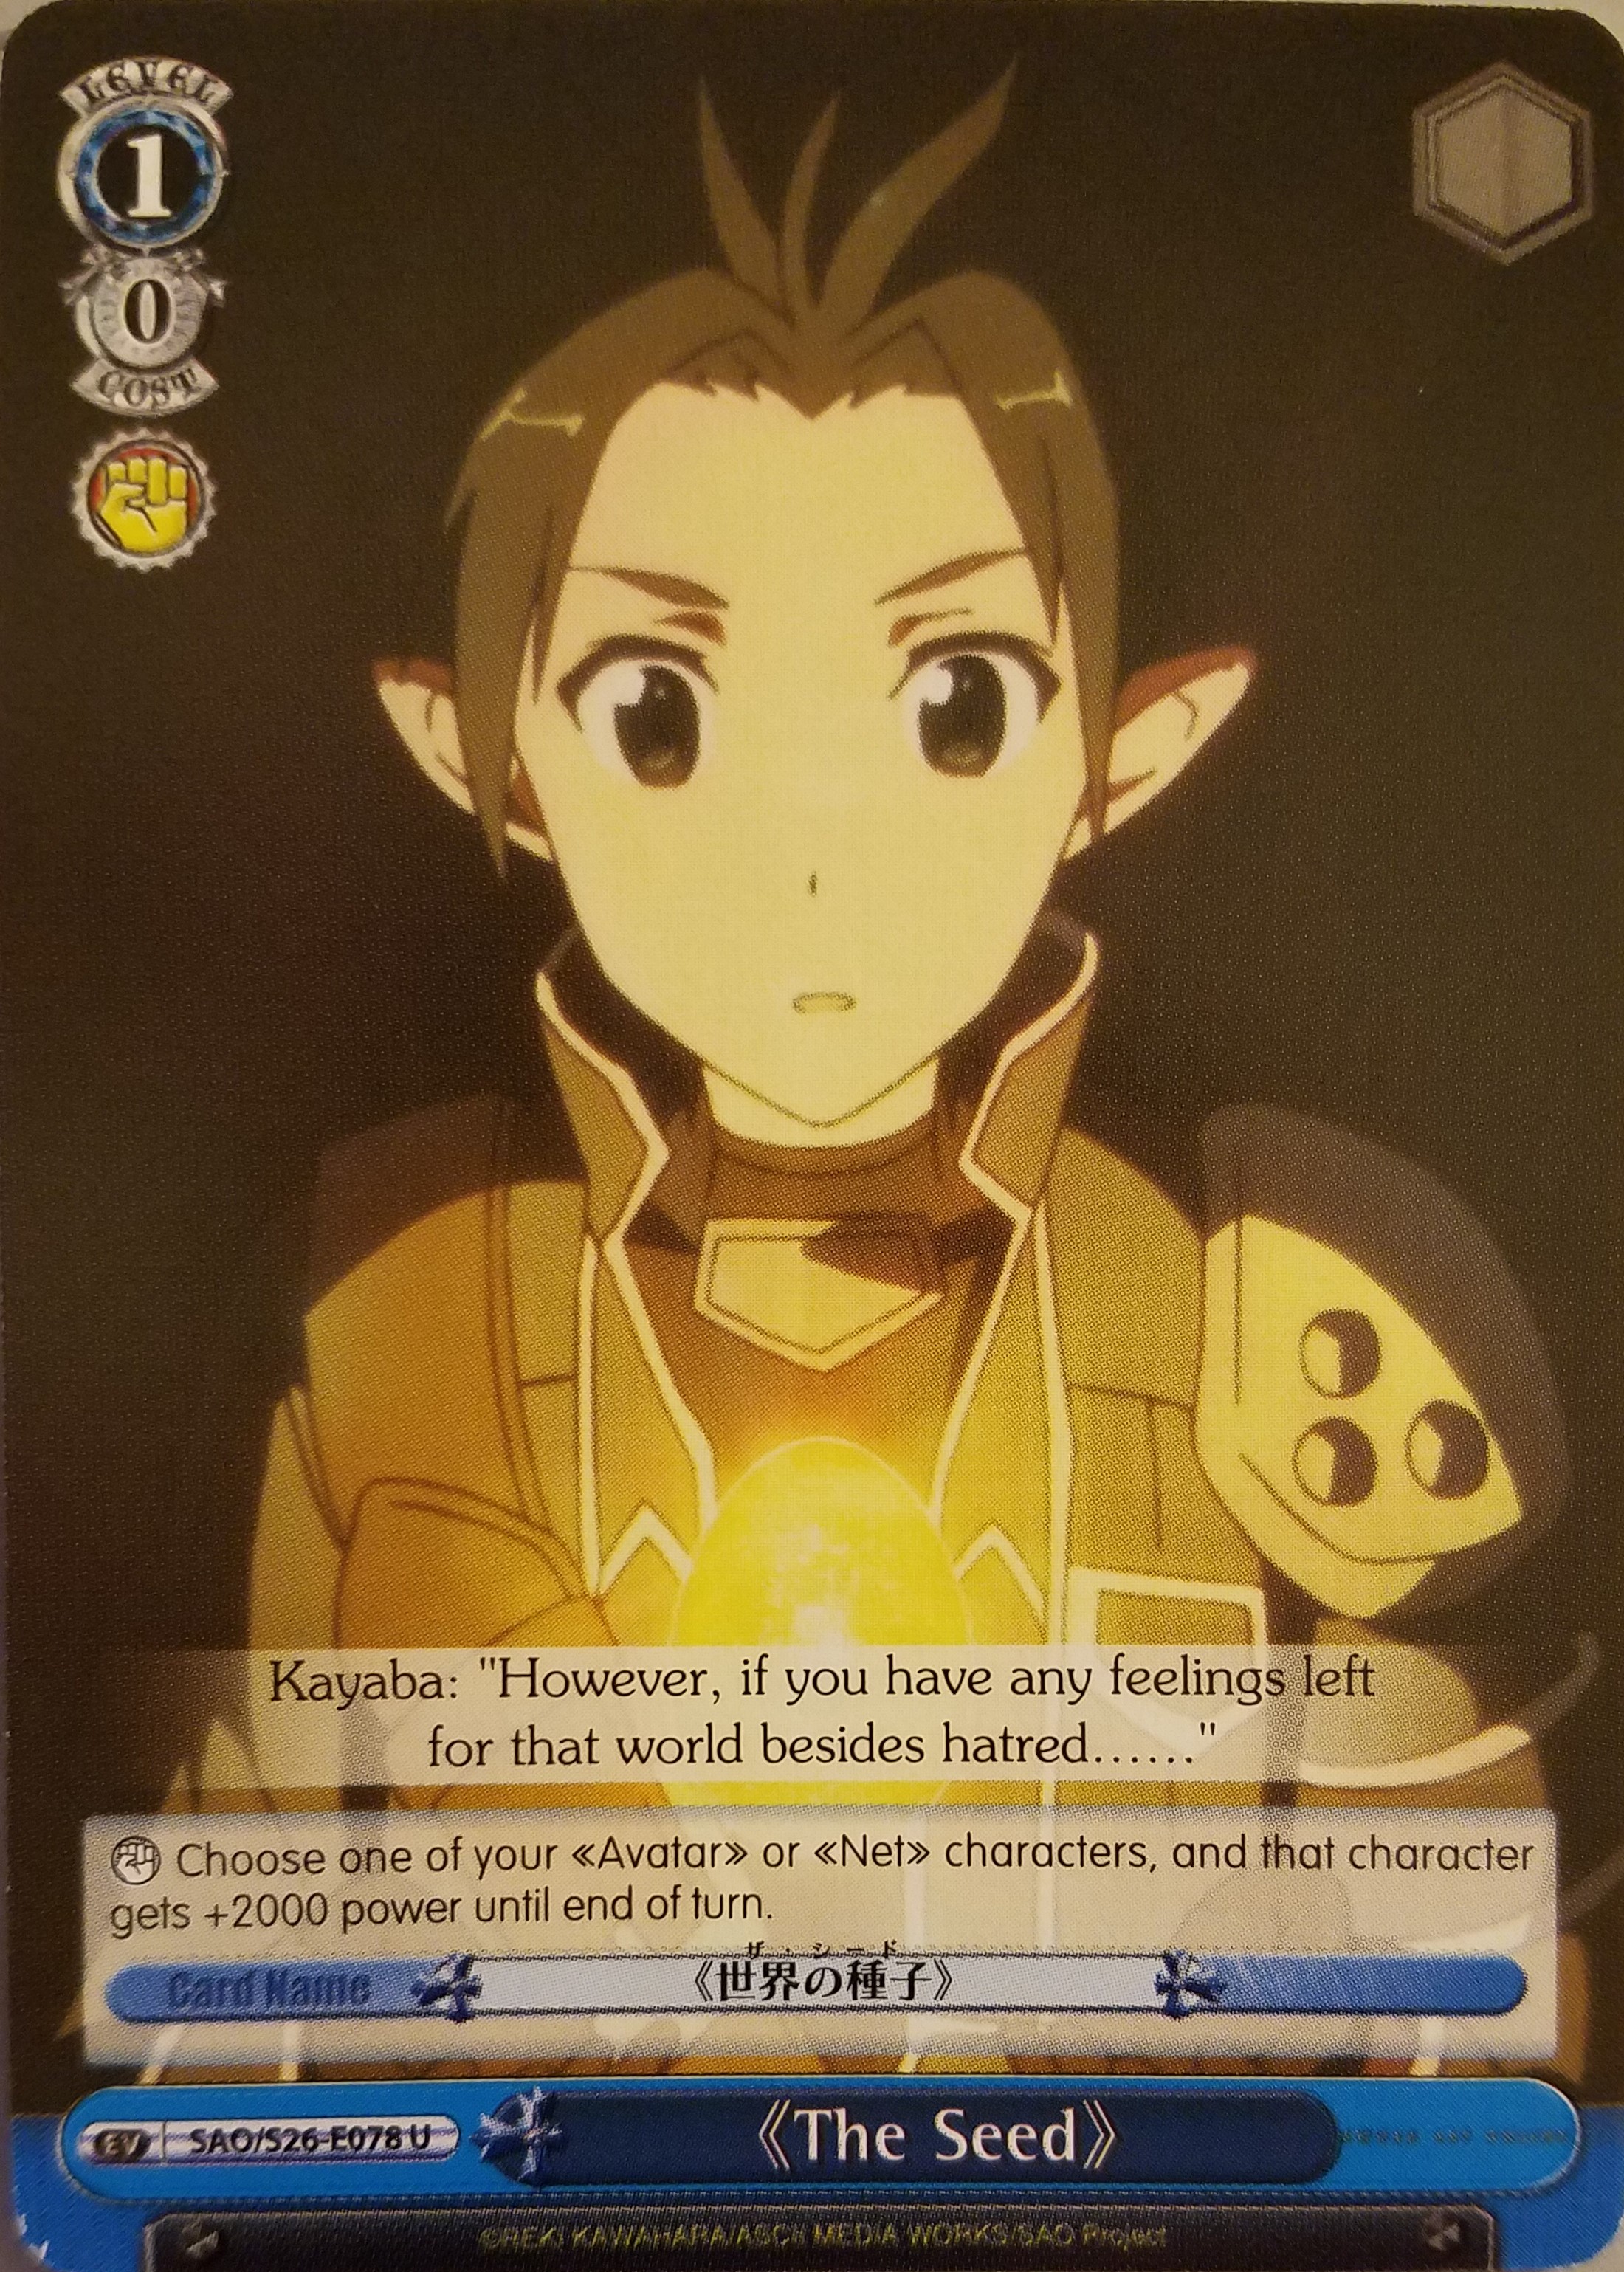 LEVEL
1
0
COST
Kayaba: "However, if you have any feelings left
for that world besides hatred......"
Choose one of your «Avatar» or «Net» characters, and that character
gets +2000 power until end of turn.
ザ・シード
Card Name 《世界の種子》
EV SAO/S26-E078 U 《The Seed》
©REKI KAWAHARA/ASCII MEDIA WORKS/SAO Project